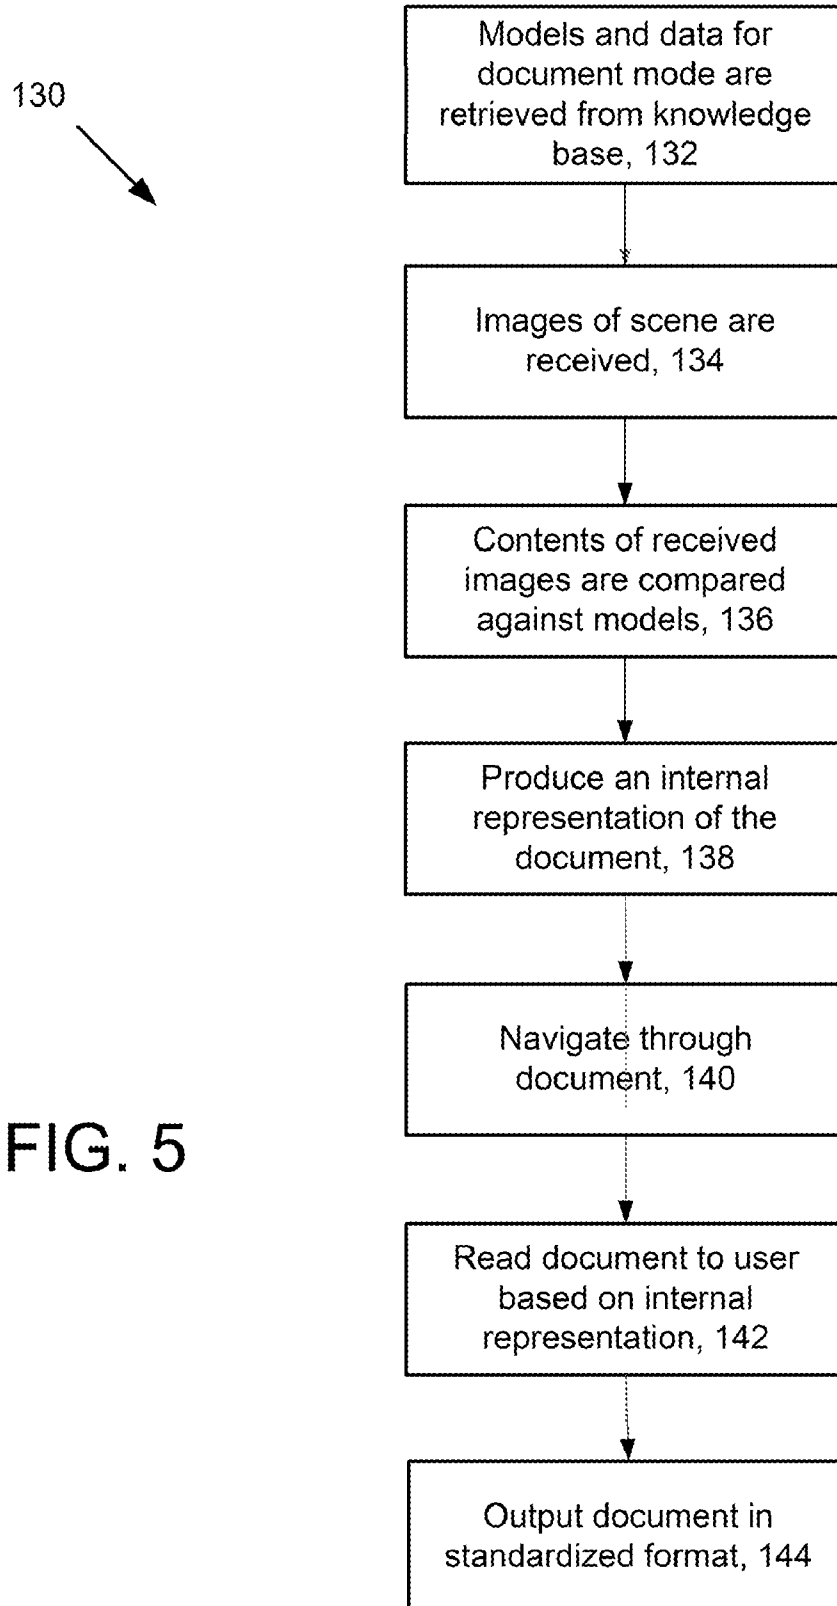 Models and data for
document mode are
retrieved from knowledge
base, 132
130
Images of scene are
received, 134
Contents of received
images are compared
against models, 136
Produce an internal
representation of the
document, 138
Navigate through
document, 140
FIG. 5
Read document to user
based on internal
representation, 142
Output document in
standardized format, 144